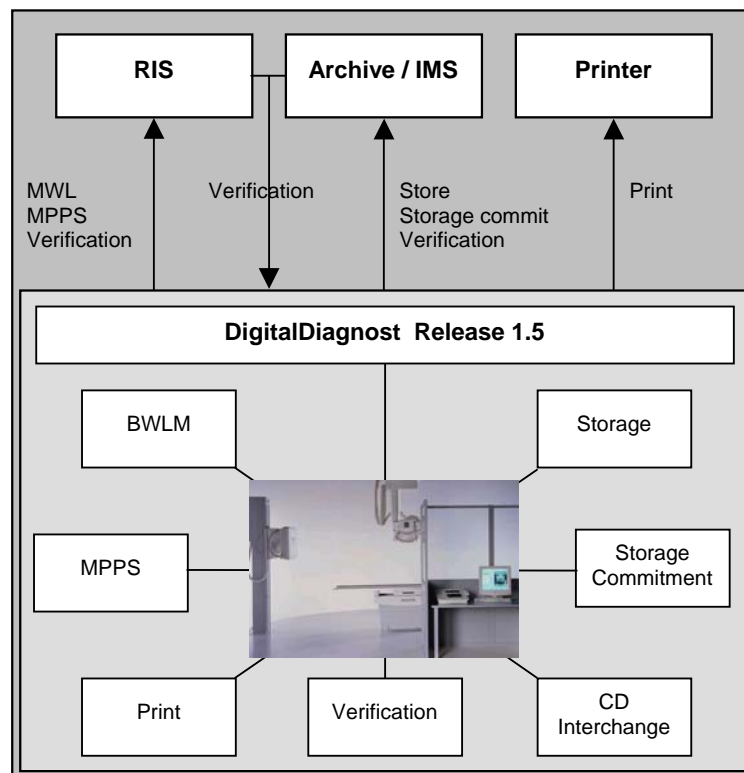 RIS
Archive / IMS
Printer
MWL
MPPS
Verification
Verification
Store
Storage commit
Verification
Print
DigitalDiagnost Release 1.5
BWLM
Storage
MPPS
Storage
Commitment
Print
Verification
CD
Interchange